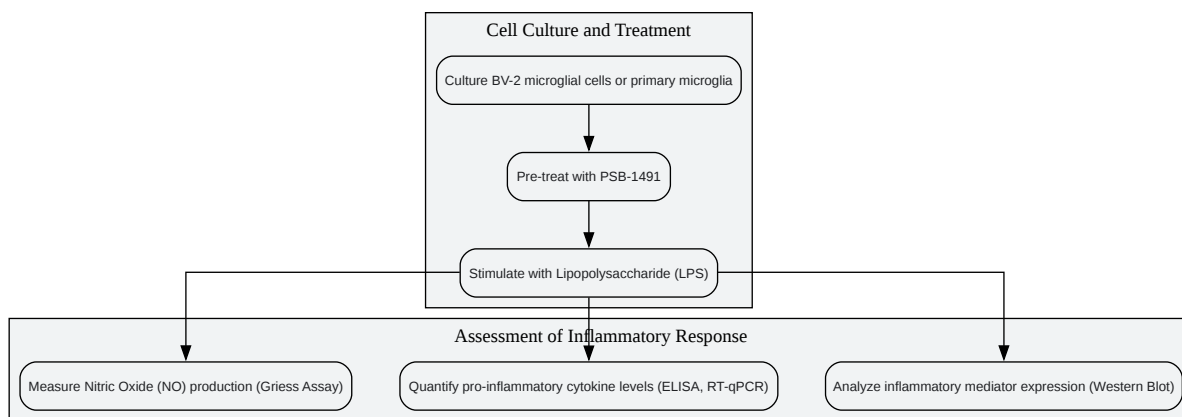 Cell Culture and Treatment
Culture BV-2 microglial cells or primary microglia
Pre-treat with PSB-1491
Stimulate with Lipopolysaccharide (LPS)
Assessment of Inflammatory Response
Measure Nitric Oxide (NO) production (Griess Assay)
Quantify pro-inflammatory cytokine levels (ELISA, RT-qPCR)
Analyze inflammatory mediator expression (Western Blot)